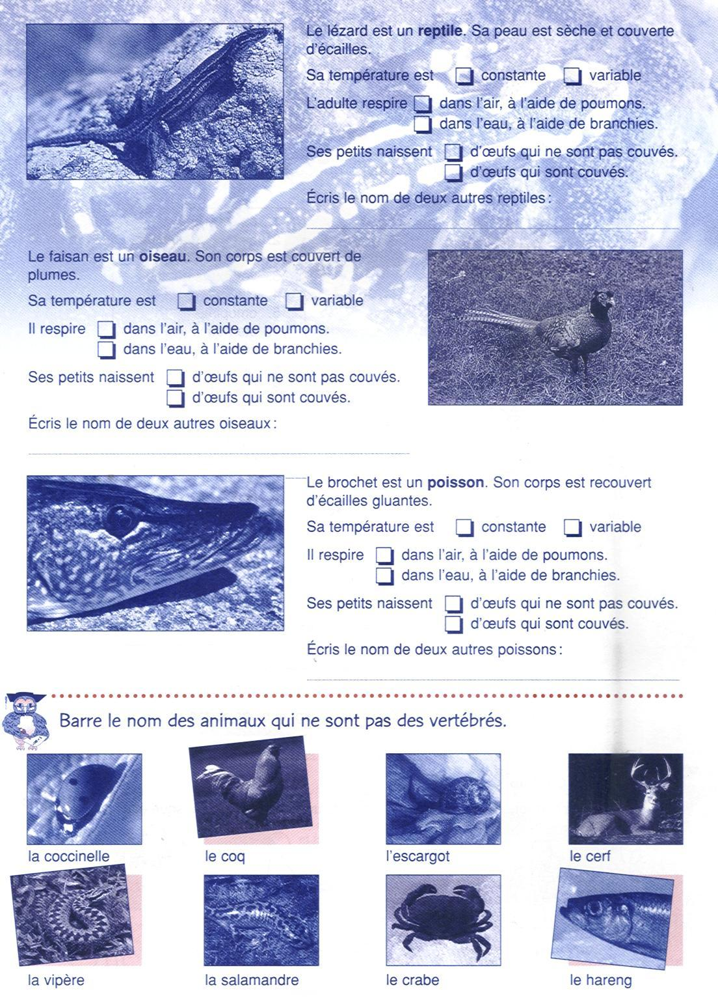 Le lézard est un reptile. Sa peau est sèche et couverte
d'écailles.
Sa température est constante variable
L'adulte respire dans l'air, à l'aide de poumons.
dans l'eau, à l'aide de branchies.
Ses petits naissent d'œufs qui ne sont pas couvés.
d'œufs qui sont couvés.
Écris le nom de deux autres reptiles :
Le faisan est un oiseau. Son corps est couvert de
plumes.
Sa température est constante variable
Il respire dans l'air, à l'aide de poumons.
dans l'eau, à l'aide de branchies.
Ses petits naissent d'œufs qui ne sont pas couvés.
d'œufs qui sont couvés.
Écris le nom de deux autres oiseaux :
Le brochet est un poisson. Son corps est recouvert
d'écailles gluantes.
Sa température est constante variable
Il respire dans l'air, à l'aide de poumons.
dans l'eau, à l'aide de branchies.
Ses petits naissent d'œufs qui ne sont pas couvés.
d'œufs qui sont couvés.
Écris le nom de deux autres poissons :
Barre le nom des animaux qui ne sont pas des vertébrés.
la coccinelle le coq l'escargot le cerf
la vipère la salamandre le crabe le hareng